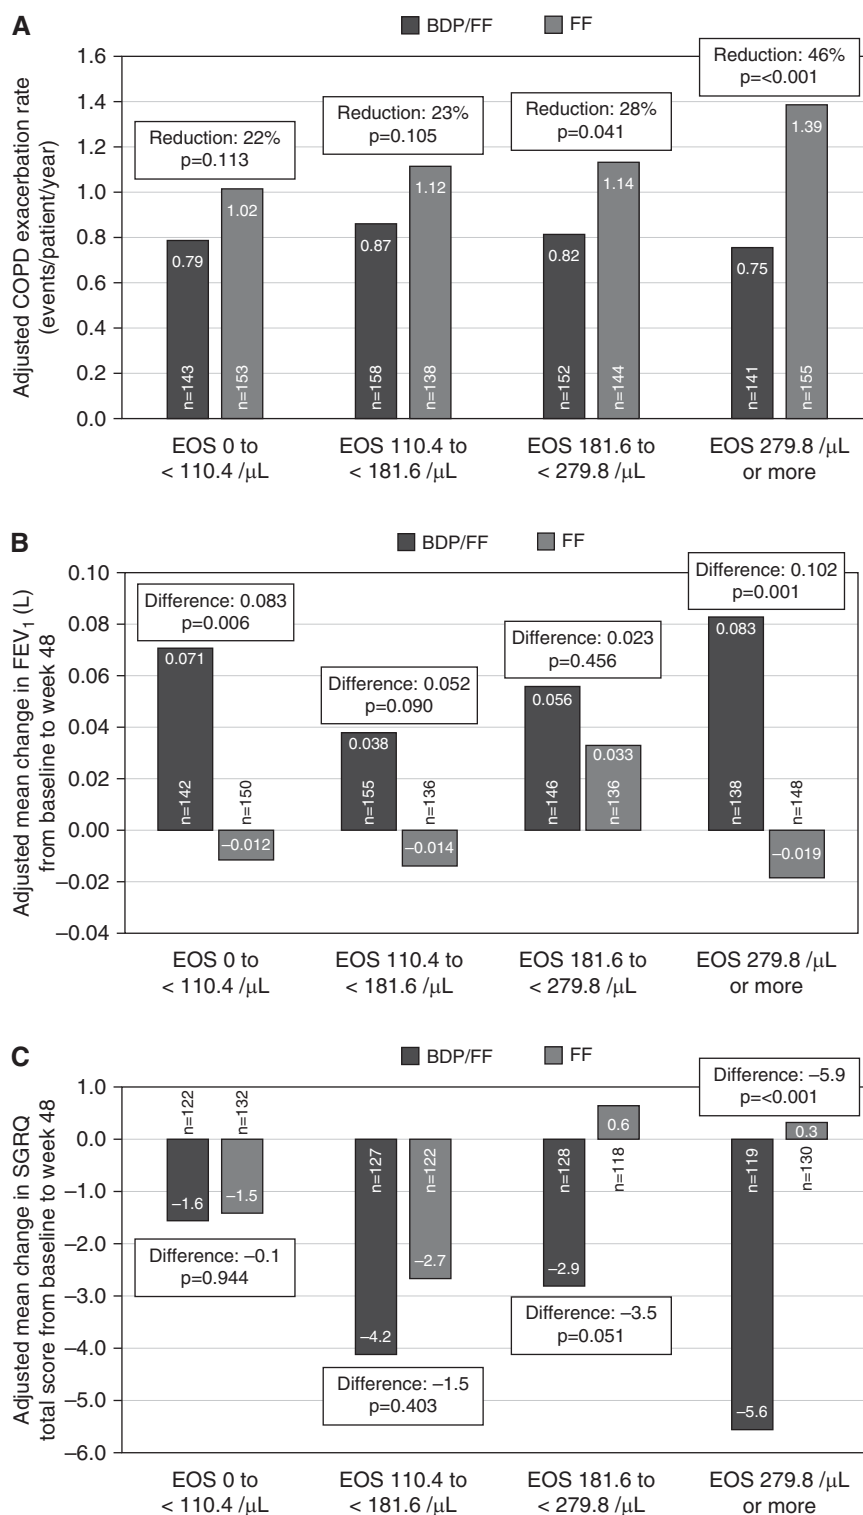 A
BDP/FF
FF
Adjusted COPD exacerbation rate
(events/patient/year)
1.6
1.4
1.2
1.0
0.8
0.6
0.4
0.2
0.0
Reduction: 22%
p=0.113
Reduction: 23%
p=0.105
Reduction: 28%
p=0.041
Reduction: 46%
p=<0.001
0.79
n=143
1.02
n=153
0.87
n=158
1.12
n=138
0.82
n=152
1.14
n=144
0.75
n=141
1.39
n=155
EOS 0 to
< 110.4 /μL
EOS 110.4 to
< 181.6 /μL
EOS 181.6 to
< 279.8 /μL
EOS 279.8 /μL
or more
B
BDP/FF
FF
Adjusted mean change in FEV₁ (L)
from baseline to week 48
0.10
0.08
0.06
0.04
0.02
0.00
−0.02
−0.04
Difference: 0.083
p=0.006
Difference: 0.052
p=0.090
Difference: 0.023
p=0.456
Difference: 0.102
p=0.001
0.071
n=142
n=150
−0.012
0.038
n=155
n=136
−0.014
0.056
n=146
0.033
n=136
0.083
n=138
n=148
−0.019
EOS 0 to
< 110.4 /μL
EOS 110.4 to
< 181.6 /μL
EOS 181.6 to
< 279.8 /μL
EOS 279.8 /μL
or more
C
BDP/FF
FF
Adjusted mean change in SGRQ
total score from baseline to week 48
1.0
0.0
−1.0
−2.0
−3.0
−4.0
−5.0
−6.0
n=122
−1.6
n=132
−1.5
Difference: −0.1
p=0.944
n=127
−4.2
n=122
−2.7
Difference: −1.5
p=0.403
n=128
−2.9
0.6
n=118
Difference: −3.5
p=0.051
Difference: −5.9
p=<0.001
n=119
−5.6
0.3
n=130
EOS 0 to
< 110.4 /μL
EOS 110.4 to
< 181.6 /μL
EOS 181.6 to
< 279.8 /μL
EOS 279.8 /μL
or more